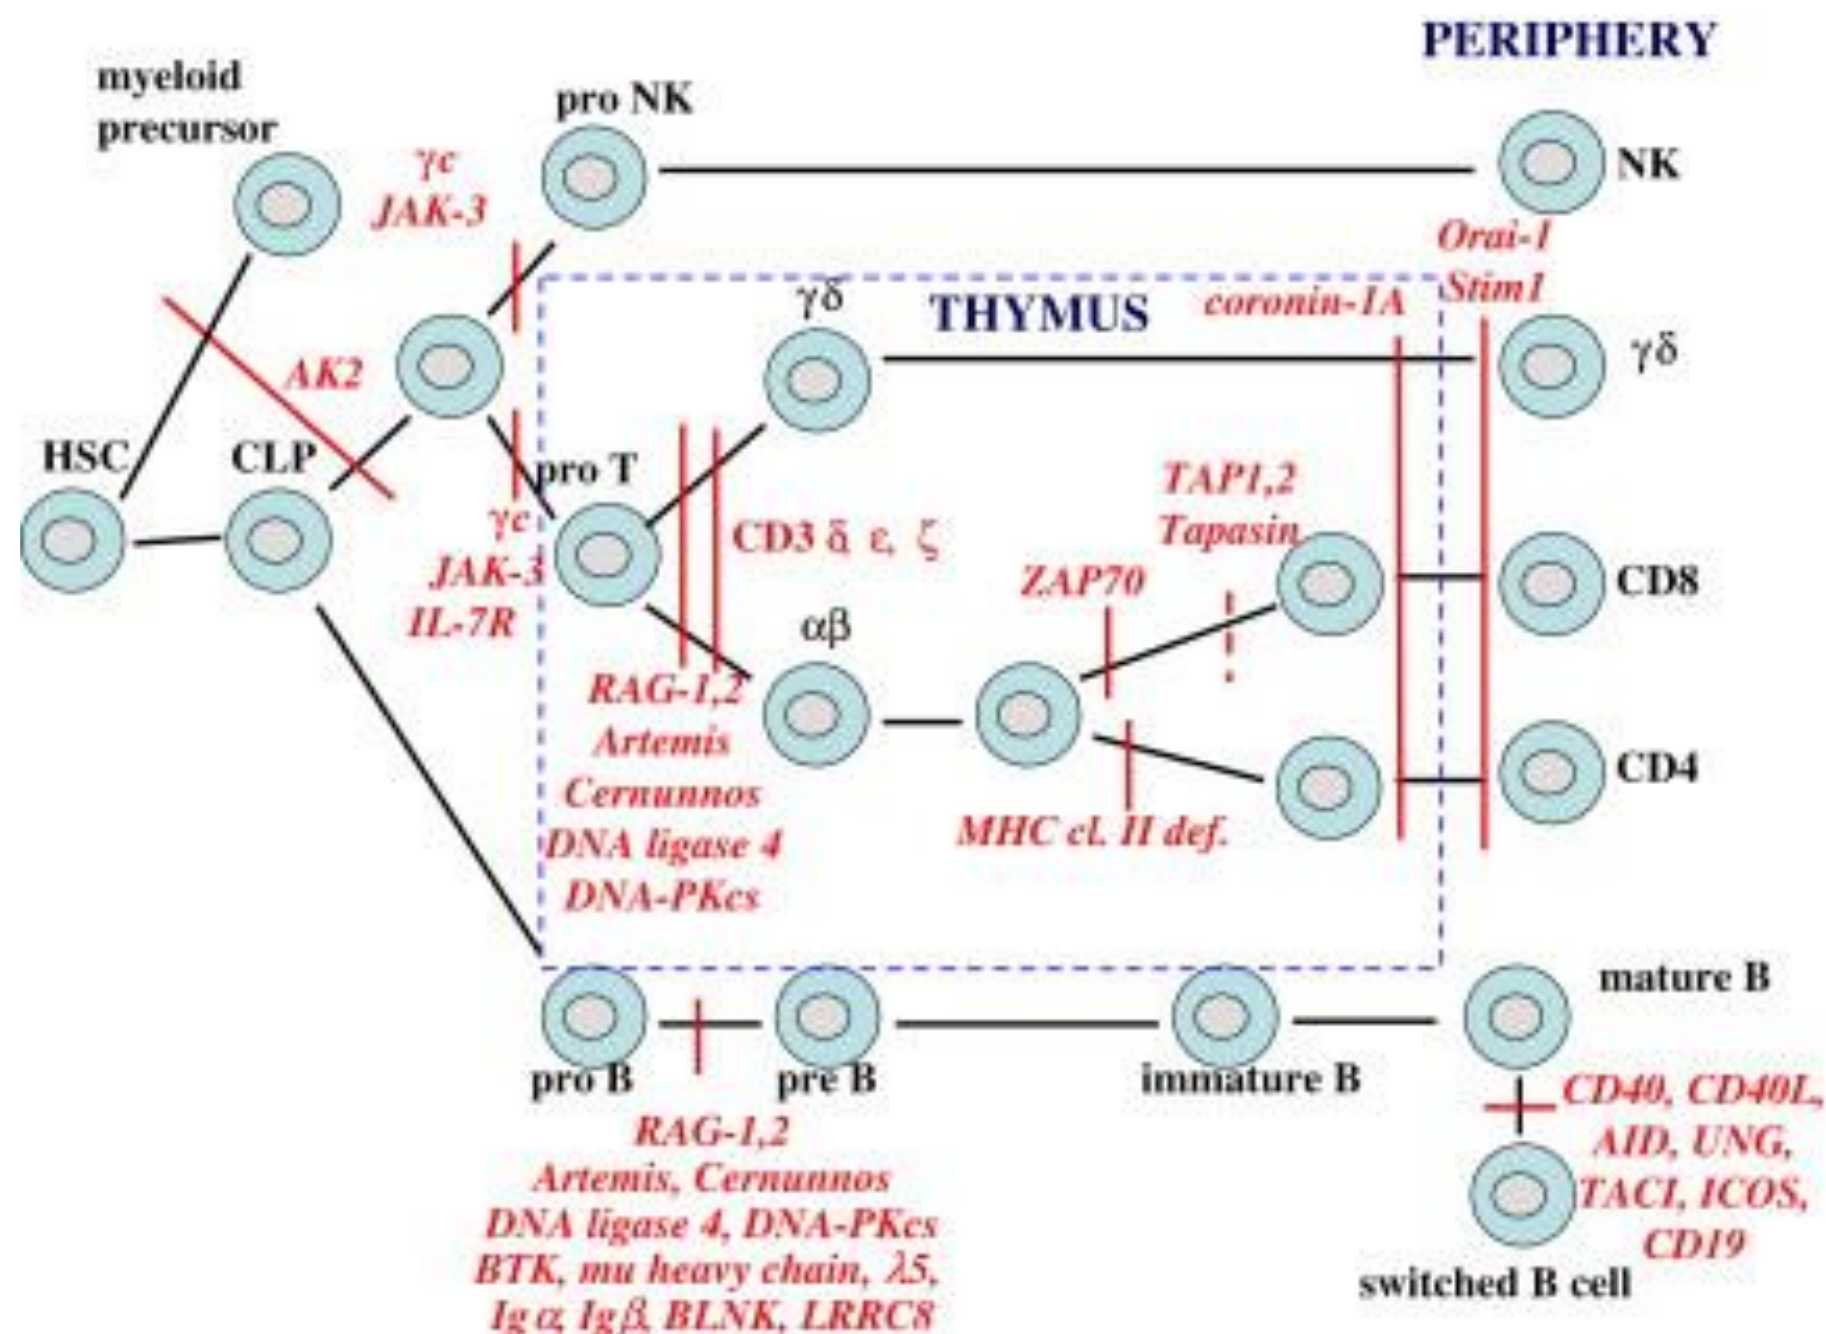 PERIPHERY
myeloid
precursor
pro NK
γc
JAK-3
NK
Orai-1
Stim1
γδ
THYMUS
coronin-1A
γδ
AK2
HSC
CLP
pro T
TAP1,2
Tapasin
γc
JAK-3
IL-7R
CD3 δ, ε, ζ
ZAP70
CD8
αβ
RAG-1,2
Artemis
Cernunnos
DNA ligase 4
DNA-PKcs
MHC cl. II def.
CD4
mature B
pro B
pre B
immature B
RAG-1,2
Artemis, Cernunnos
DNA ligase 4, DNA-PKcs
BTK, mu heavy chain, λ5,
Igα, Igβ, BLNK, LRRC8
CD40, CD40L,
AID, UNG,
TACI, ICOS,
CD19
switched B cell